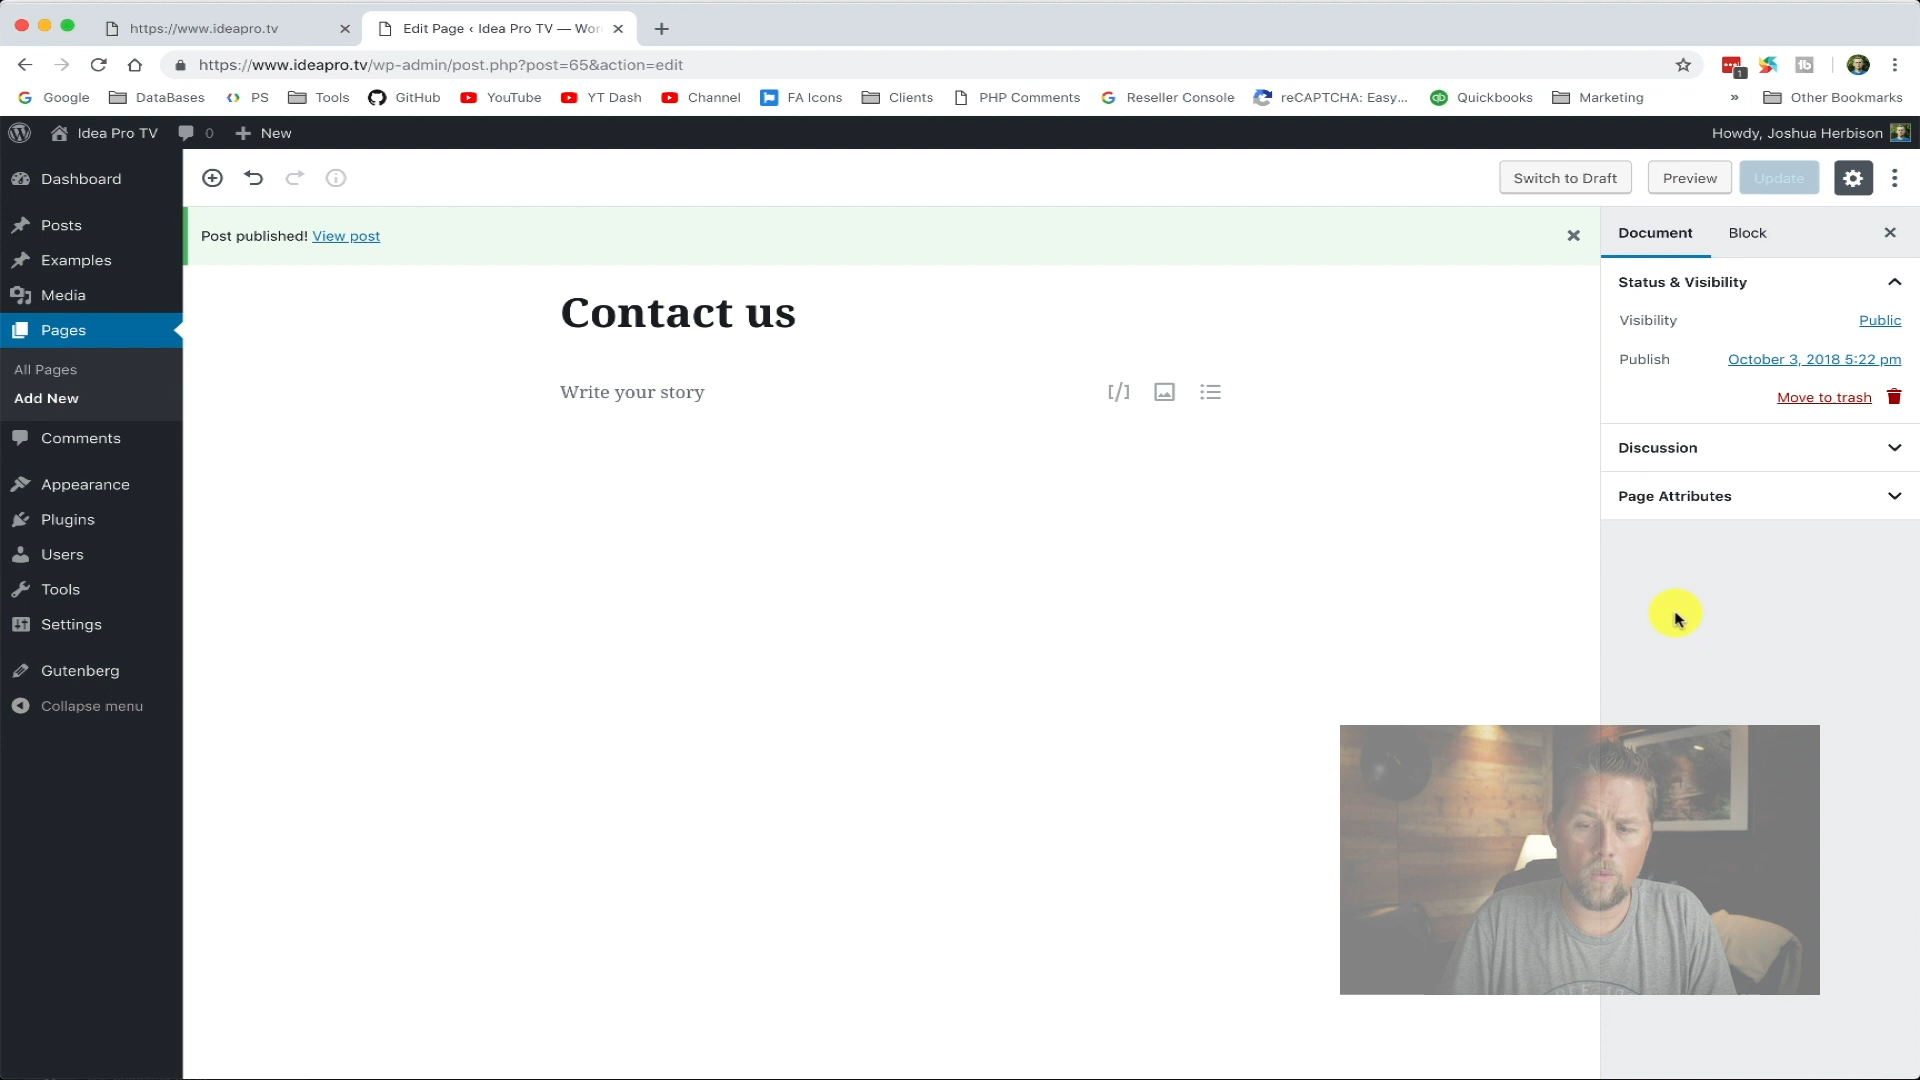 https://www.ideapro.tv
Edit Page ‹ Idea Pro TV — Wor
https://www.ideapro.tv/wp-admin/post.php?post=65&action=edit
1
Google DataBases PS Tools GitHub YouTube YT Dash Channel FA Icons Clients PHP Comments Reseller Console reCAPTCHA: Easy... Quickbooks Marketing » Other Bookmarks
Idea Pro TV 0 New Howdy, Joshua Herbison
Dashboard
Posts
Examples
Media
Pages
All Pages
Add New
Comments
Appearance
Plugins
Users
Tools
Settings
Gutenberg
Collapse menu
Switch to Draft Preview Update
Post published! View post
Contact us
Write your story
Document Block
Status & Visibility
Visibility Public
Publish October 3, 2018 5:22 pm
Move to trash
Discussion
Page Attributes